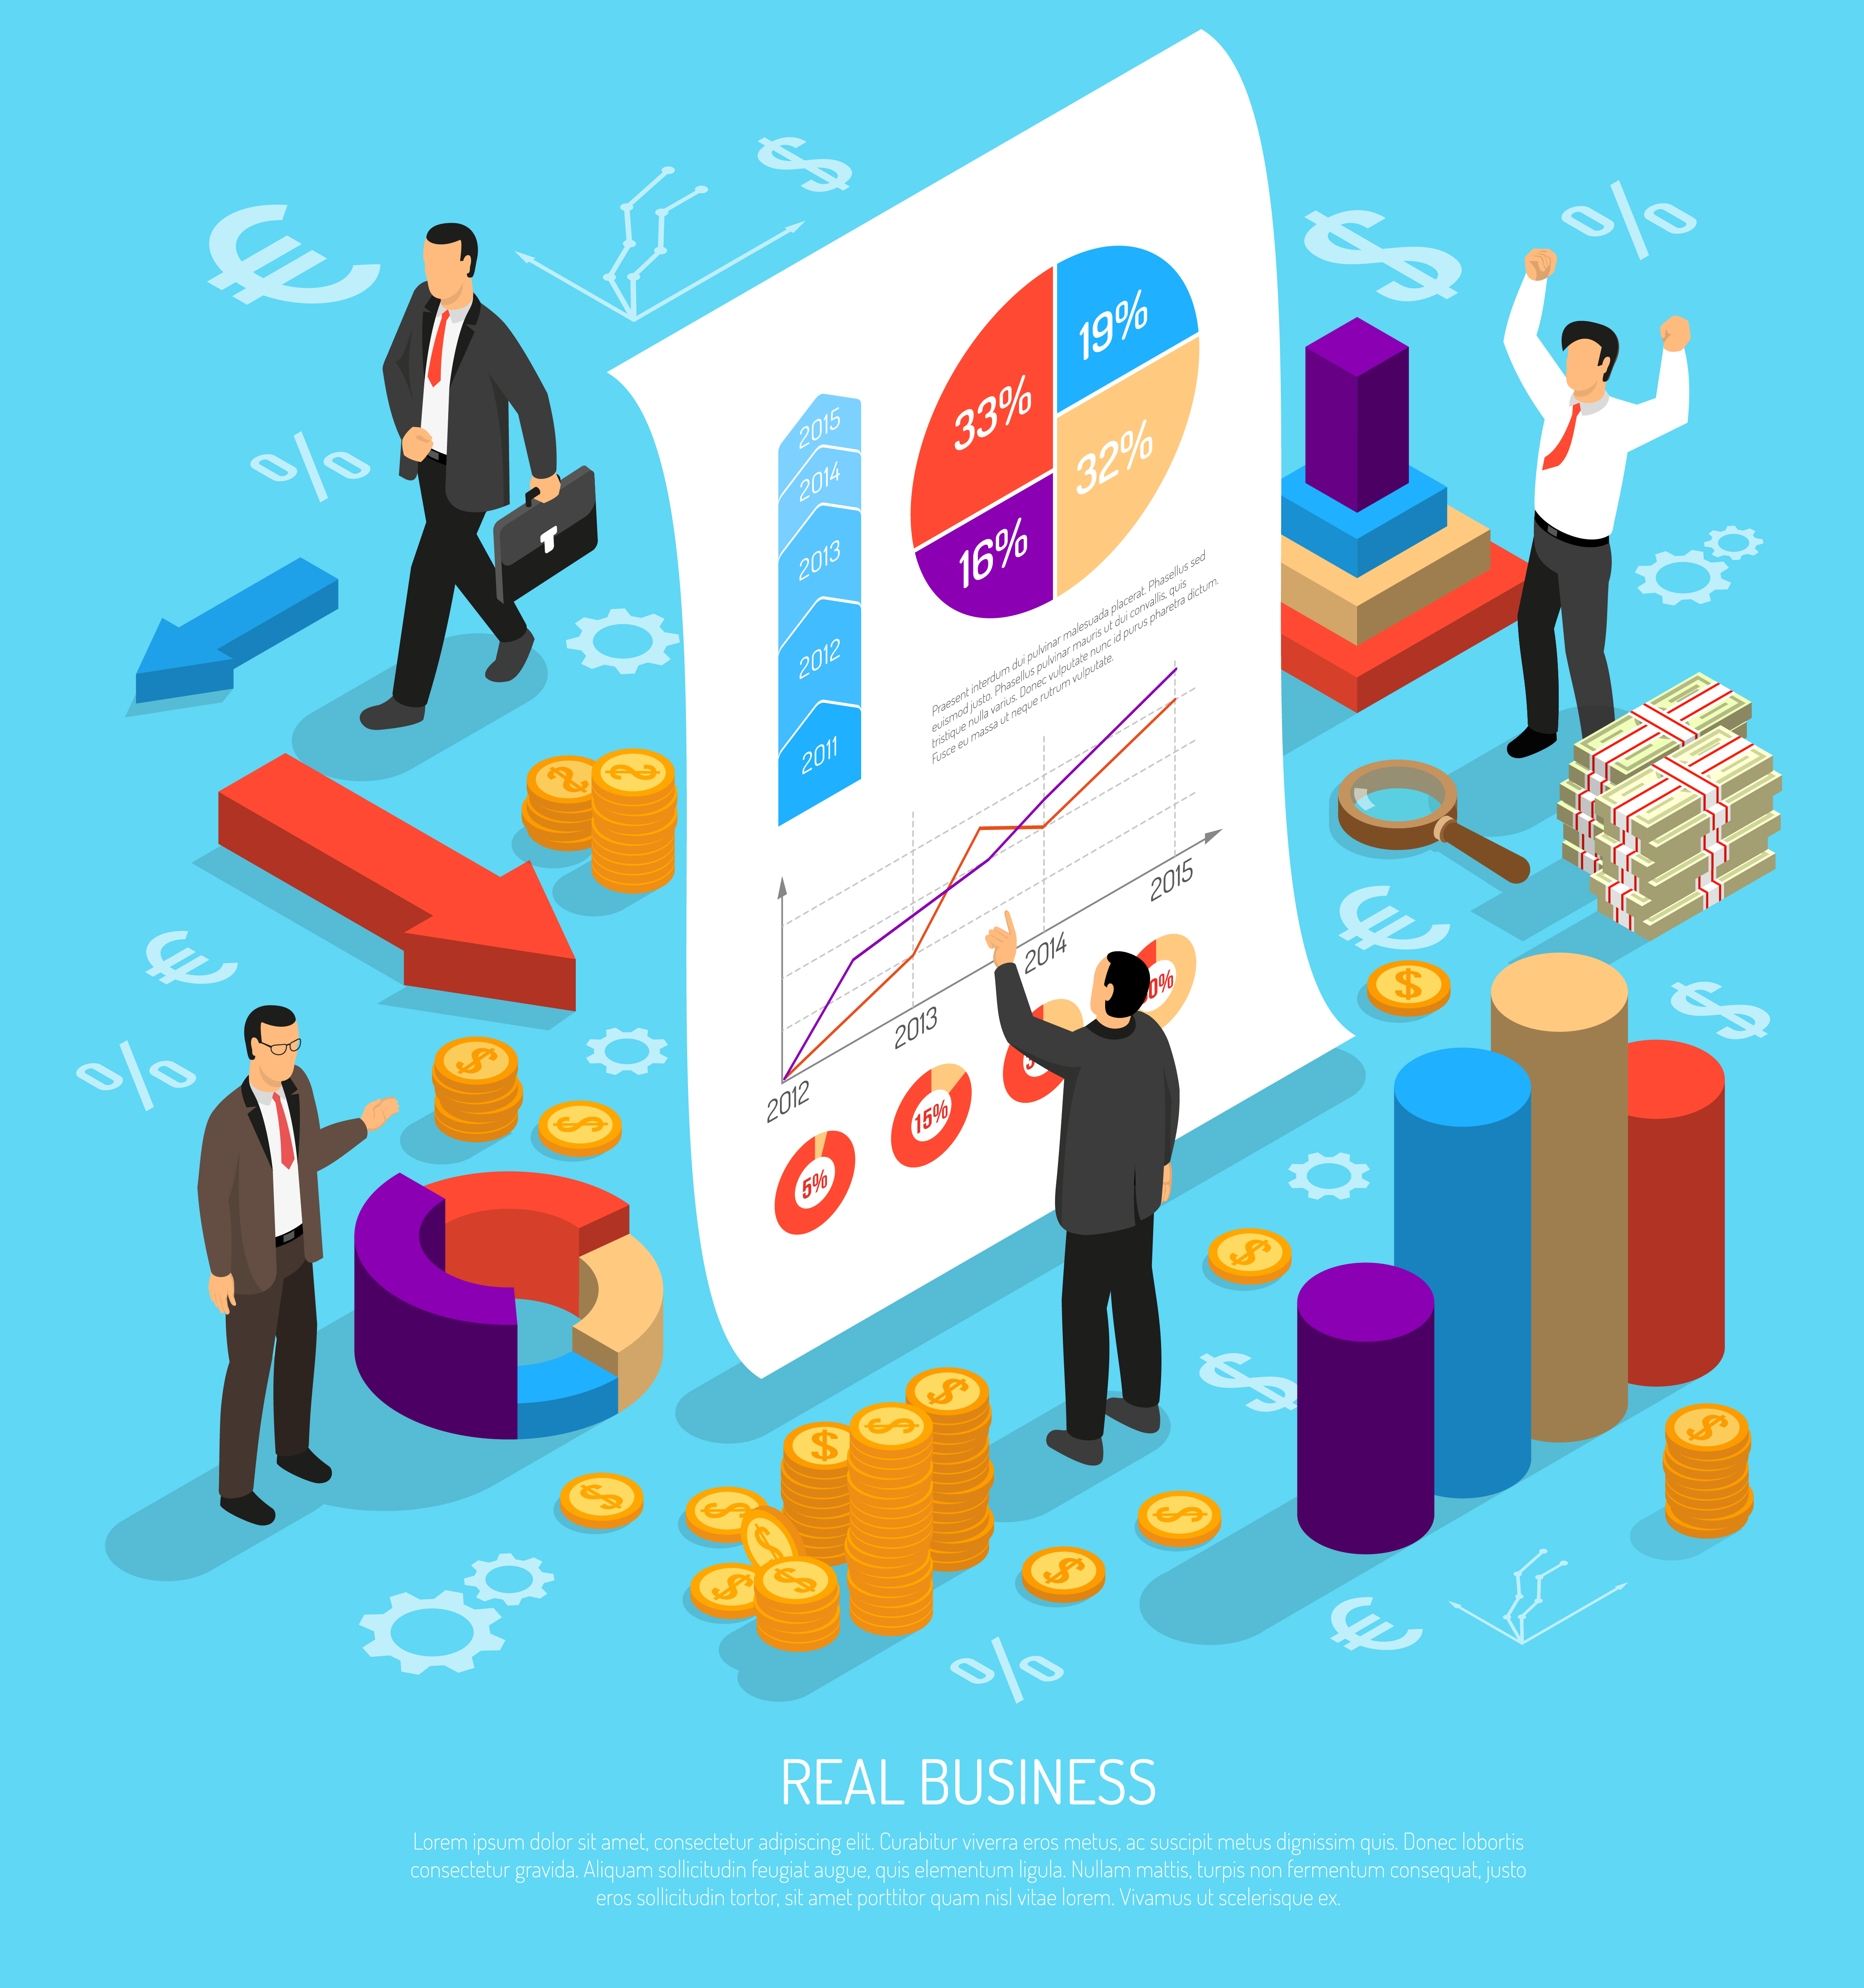 19%
33%
32%
16%
2015
2014
2013
2012
2011
Praesent interdum dui pulvinar malesuada placerat. Phasellus sed
euismod justo. Phasellus pulvinar mauris ut dui convallis, quis
tristique nulla varius. Donec vulputate nunc id purus pharetra dictum.
Fusce eu massa ut neque rutrum vulputate.
2012
2013
2014
2015
5%
15%
REAL BUSINESS
Lorem ipsum dolor sit amet, consectetur adipiscing elit. Curabitur viverra eros metus, ac suscipit metus dignissim quis. Donec lobortis
consectetur gravida. Aliquam sollicitudin feugiat augue, quis elementum ligula. Nullam mattis, turpis non fermentum consequat, justo
eros sollicitudin tortor, sit amet porttitor quam nisl vitae lorem. Vivamus ut scelerisque ex.